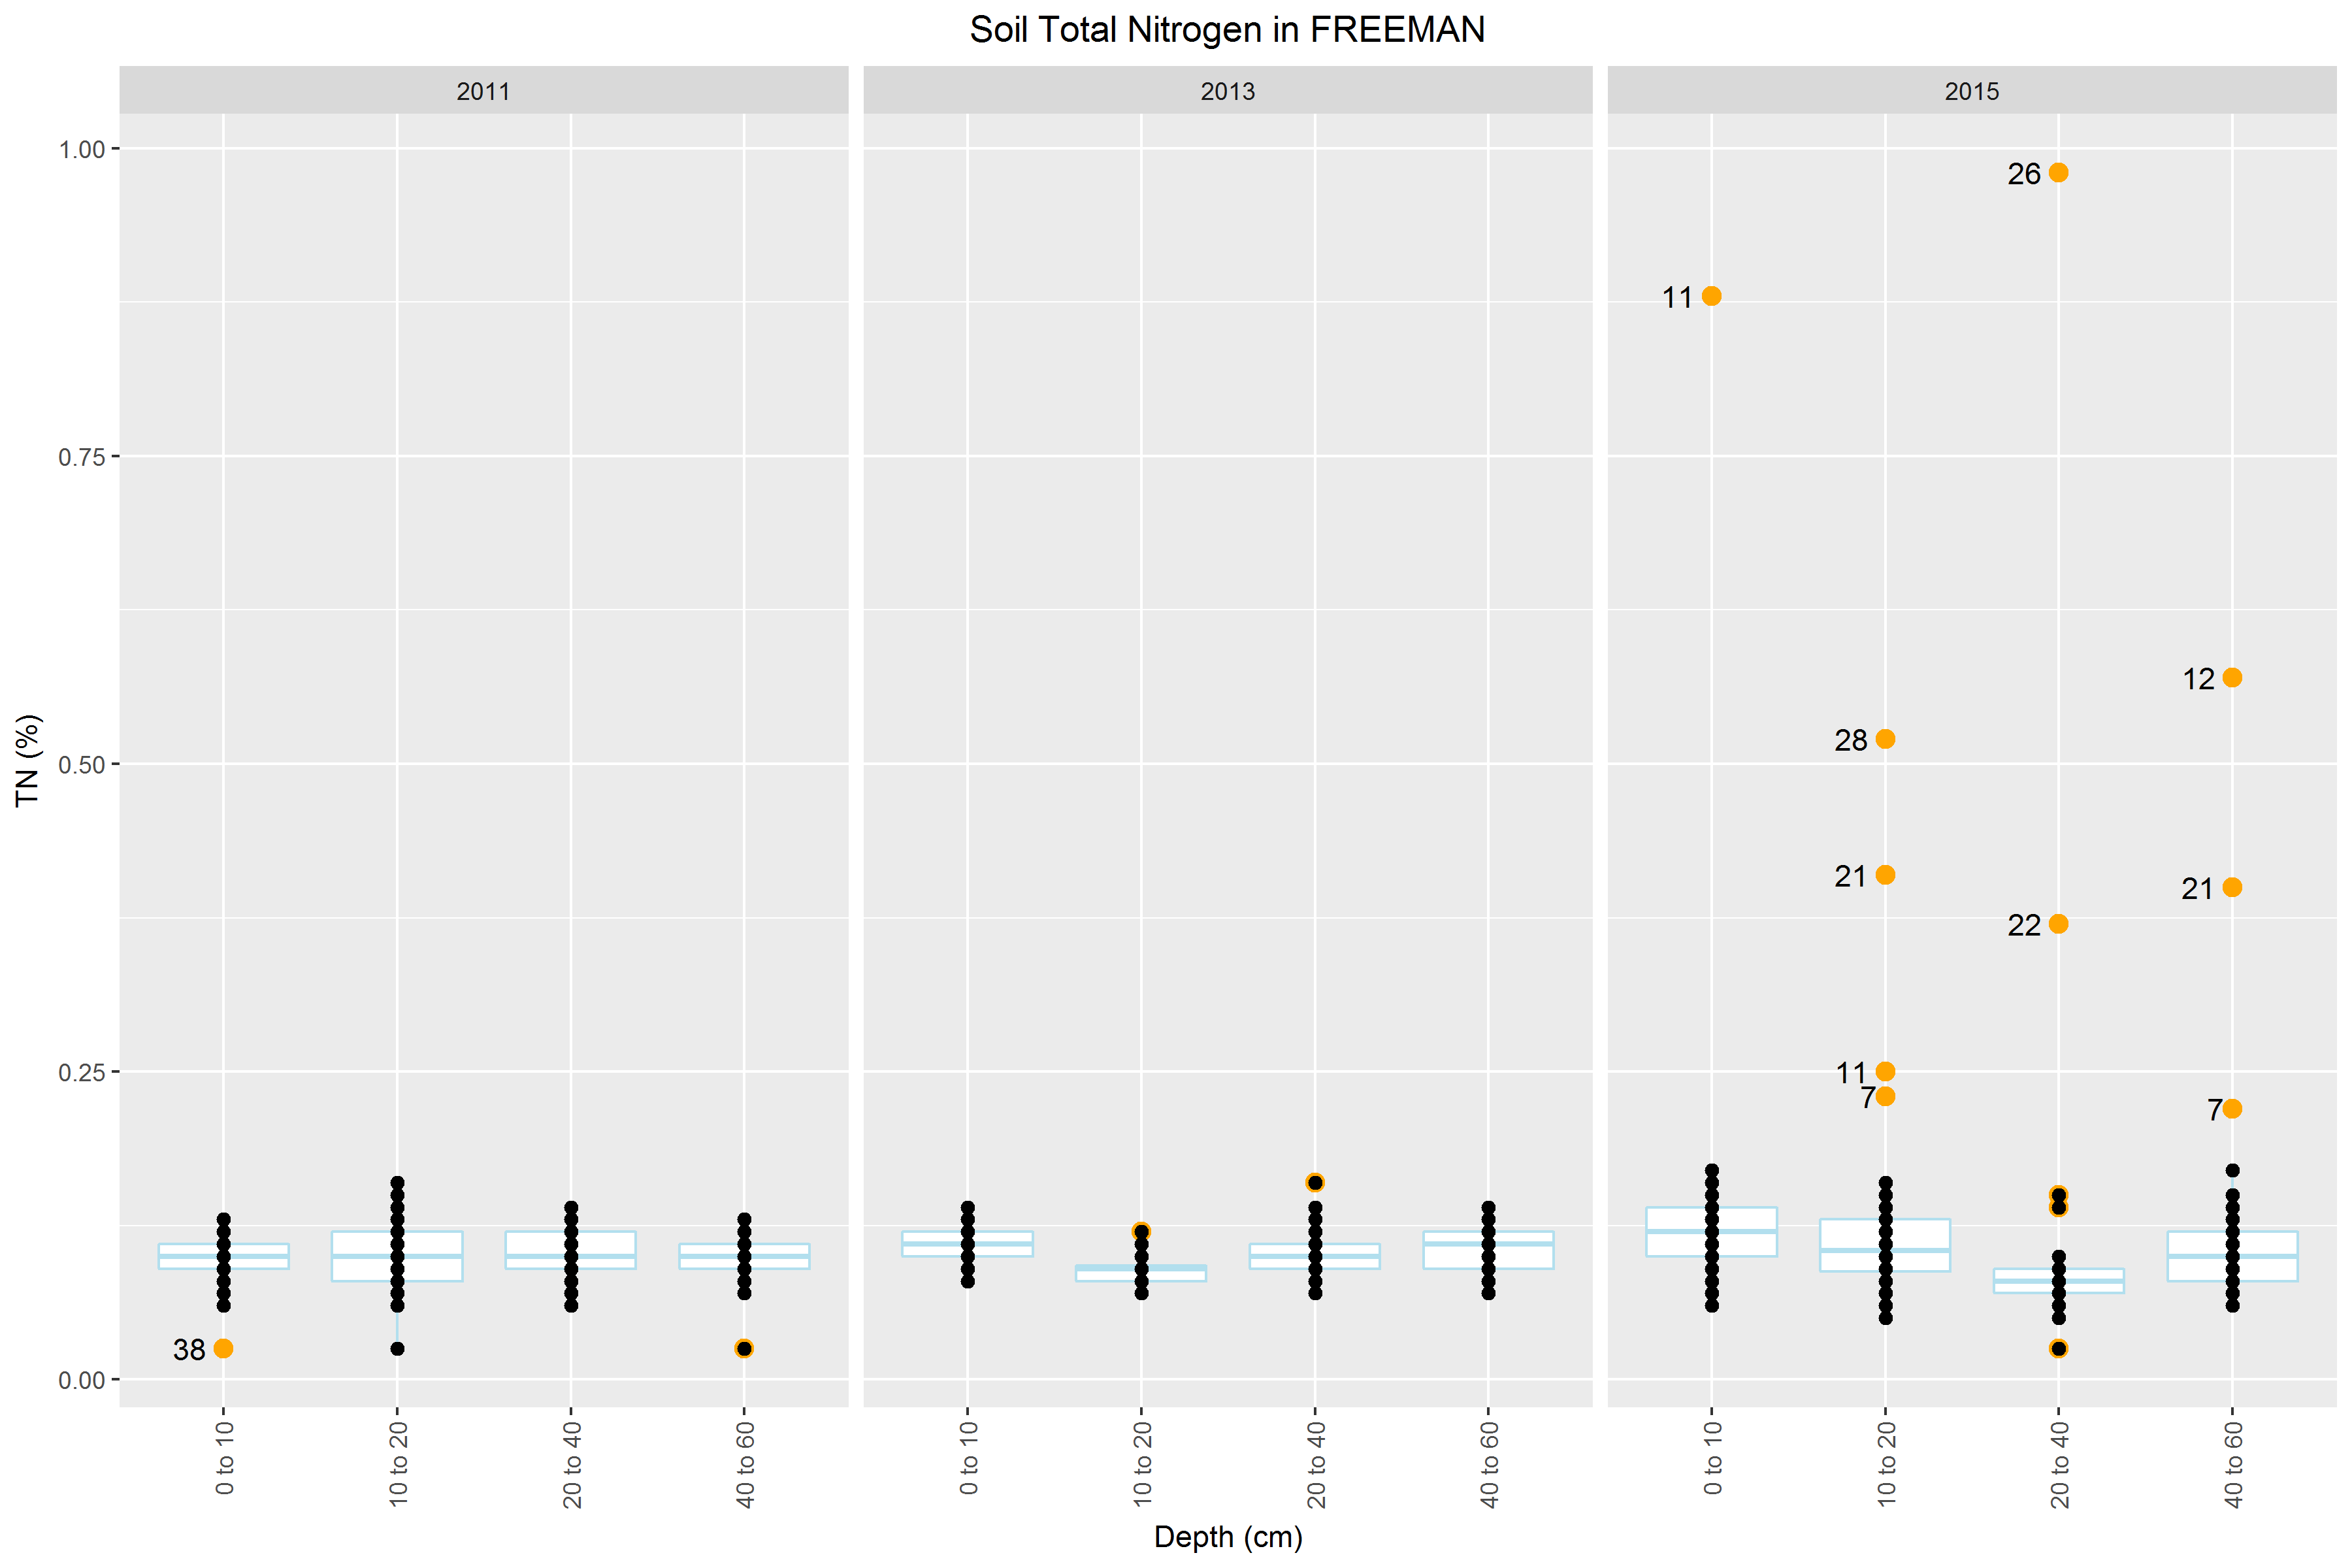 Soil Total Nitrogen in FREEMAN
2011
2013
2015
TN (%)
1.00
0.75
0.50
0.25
0.00
38
11
28
21
11
7
26
22
12
21
7
0 to 10
10 to 20
20 to 40
40 to 60
0 to 10
10 to 20
20 to 40
40 to 60
0 to 10
10 to 20
20 to 40
40 to 60
Depth (cm)